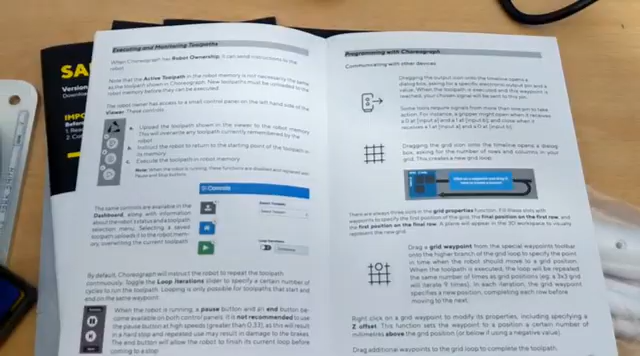 SA
Version
Downloa
IMPO
Before
1. Read
2. Con
Executing and Monitoring Toolpaths
When Choreograph has Robot Ownership, it can send instructions to the
robot.
Note that the Active Toolpath in the robot memory is not necessarily the same
as the toolpath shown in Choreograph. New toolpaths must be uploaded to the
robot memory before they can be executed.
The robot owner has access to a small control panel on the left hand side of the
Viewer. These controls:
Upload the toolpath shown in the viewer to the robot memory.
This will overwrite any toolpath currently remembered by the
robot
Instruct the robot to return to the starting point of the toolpath in
its memory
Execute the toolpath in robot memory
Note: When the robot is running, these functions are disabled and replaced with
Pause and Stop buttons.
The same controls are available in the
Dashboard, along with information
about the robot's status and a toolpath
selection menu. Selecting a saved
toolpath uploads it to the robot mem-
ory, overwriting the current toolpath.
Controls
Loop Iterations
By default, Choreograph will instruct the robot to repeat the toolpath
continuously. Toggle the Loop Iterations slider to specify a certain number of
cycles to run the toolpath. Looping is only possible for toolpaths that start and
end on the same waypoint.
When the robot is running, a pause button and an end button be-
come available on both control panels. It is not recommended to use
the pause button at high speeds (greater than 0.33), as this will result
in a hard stop and repeated use may result in damage to the brakes.
The end button will allow the robot to finish its current loop before
coming to a stop.
Programming with Choreograph
Communicating with other devices
Dragging the output icon onto the timeline opens a
dialog box, asking for a specific electronic output pin and a
value. When the toolpath is executed and this waypoint is
reached, your chosen signal will be sent to this pin.
Some tools require signals from more than one pin to take
action. For instance, a gripper might open when it receives
a 0 at [input a] and a 1 at [input b], and close when it
receives a 1 at [input a] and a 0 at [input b].
Dragging the grid icon onto the timeline opens a dialog
box, asking for the number of rows and columns in your
grid. This creates a new grid loop.
There are always three slots in the grid properties function. Fill these slots with
waypoints to specify the first position of the grid, the final position on the first row, and
the first position on the final row. A plane will appear in the 3D workspace to visually
represent the new grid.
Drag a grid waypoint from the special waypoints toolbar
onto the higher branch of the grid loop to specify the point
in time when the robot should move to a grid position.
When the toolpath is executed, the loop will be repeated
the same number of times as grid positions (eg. a 3x3 grid
will iterate 9 times). In each iteration, the grid waypoint
specifies a new position, completing each row before
moving to the next.
Right click on a grid waypoint to modify its properties, including specifying a
Z offset. This function sets the waypoint to a position a certain number of
millimetres above the grid position (or below if using a negative value).
Drag additional waypoints to the grid loop to complete the toolpath.